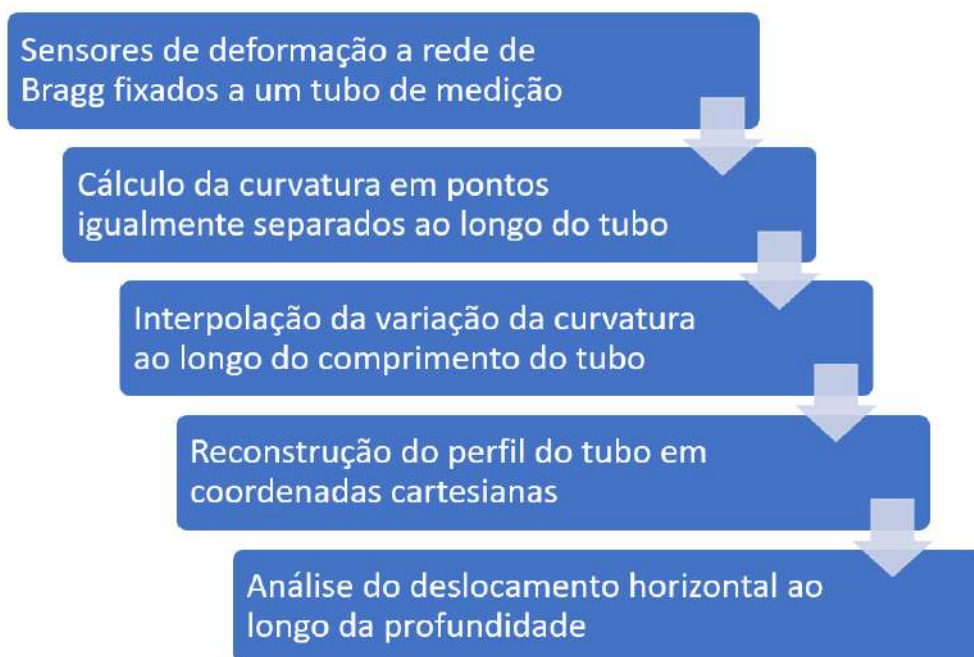 Sensores de deformação a rede de
Bragg fixados a um tubo de medição
Cálculo da curvatura em pontos
igualmente separados ao longo do tubo
Interpolação da variação da curvatura
ao longo do comprimento do tubo
Reconstrução do perfil do tubo em
coordenadas cartesianas
Análise do deslocamento horizontal ao
longo da profundidade